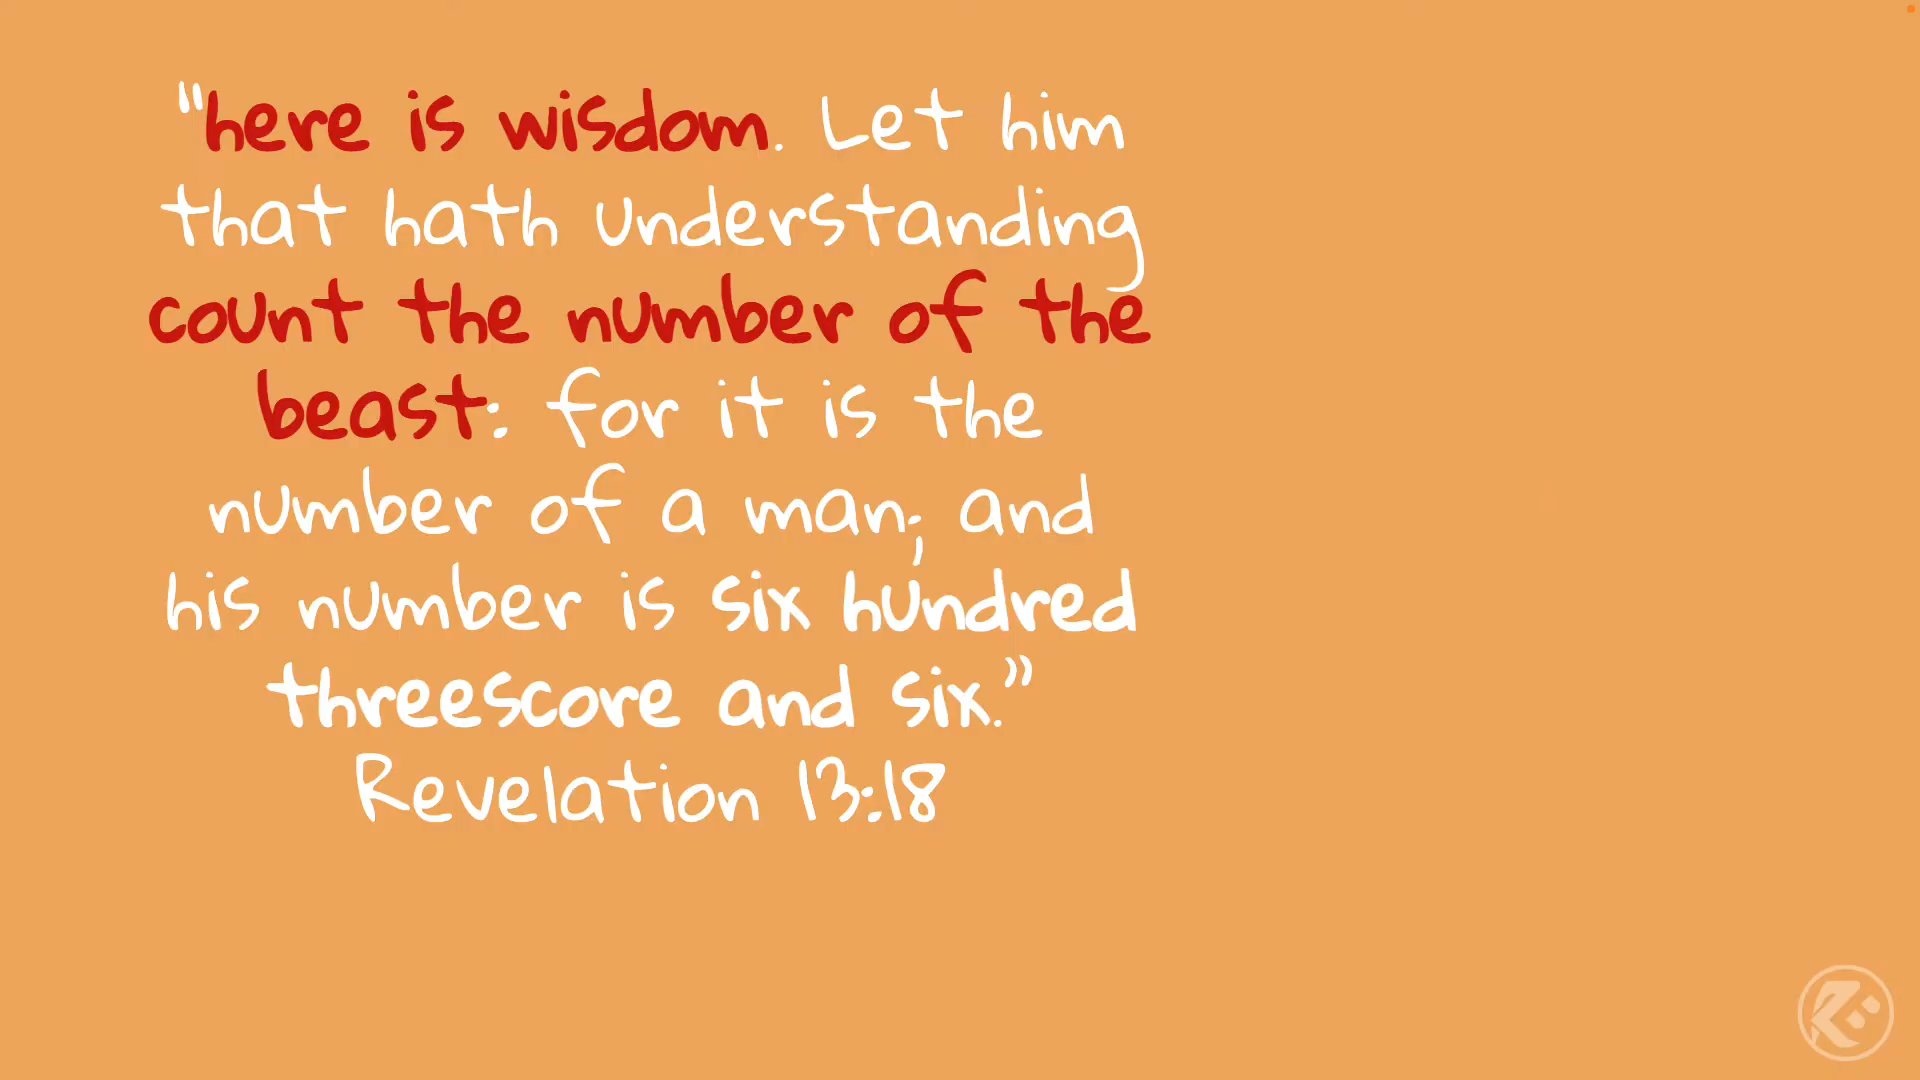 "here is wisdom. Let him
that hath understanding
count the number of the
beast: for it is the
number of a man; and
his number is six hundred
threescore and six."
Revelation 13:18